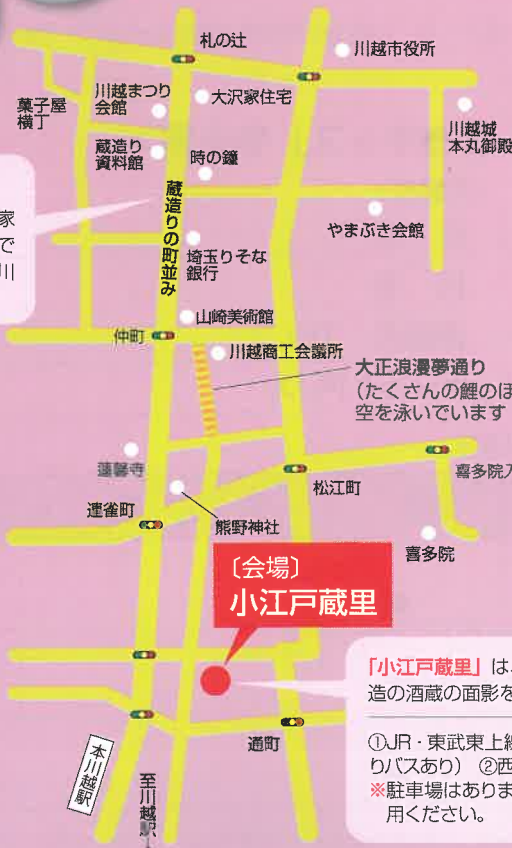 札の辻
川越市役所
菓子屋
横丁
川越まつり
会館
大沢家住宅
川越城
本丸御殿
蔵造り
資料館
時の鐘
蔵造りの町並み
家
で
川
やまぶき会館
埼玉りそな
銀行
山崎美術館
仲町
川越商工会議所
大正浪漫夢通り
(たくさんの鯉のぼ
空を泳いでいます
蓮馨寺
喜多院入
松江町
連雀町
熊野神社
喜多院
〔会場〕
小江戸蔵里
「小江戸蔵里」は、
造の酒蔵の面影を
通町
①JR・東武東上線
りバスあり) ②西
※駐車場はありま
用ください。
本川越駅
至川越駅